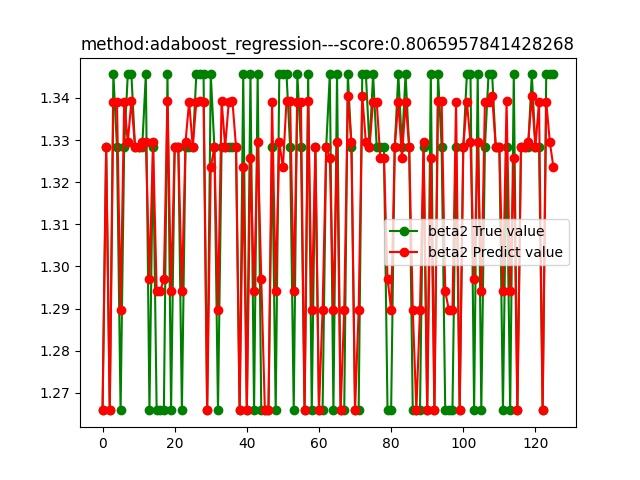 method:adaboost_regression---score:0.8065957841428268
1.34
1.33
1.32
1.31
1.30
1.29
1.28
1.27
beta2 True value
beta2 Predict value
0 20 40 60 80 100 120